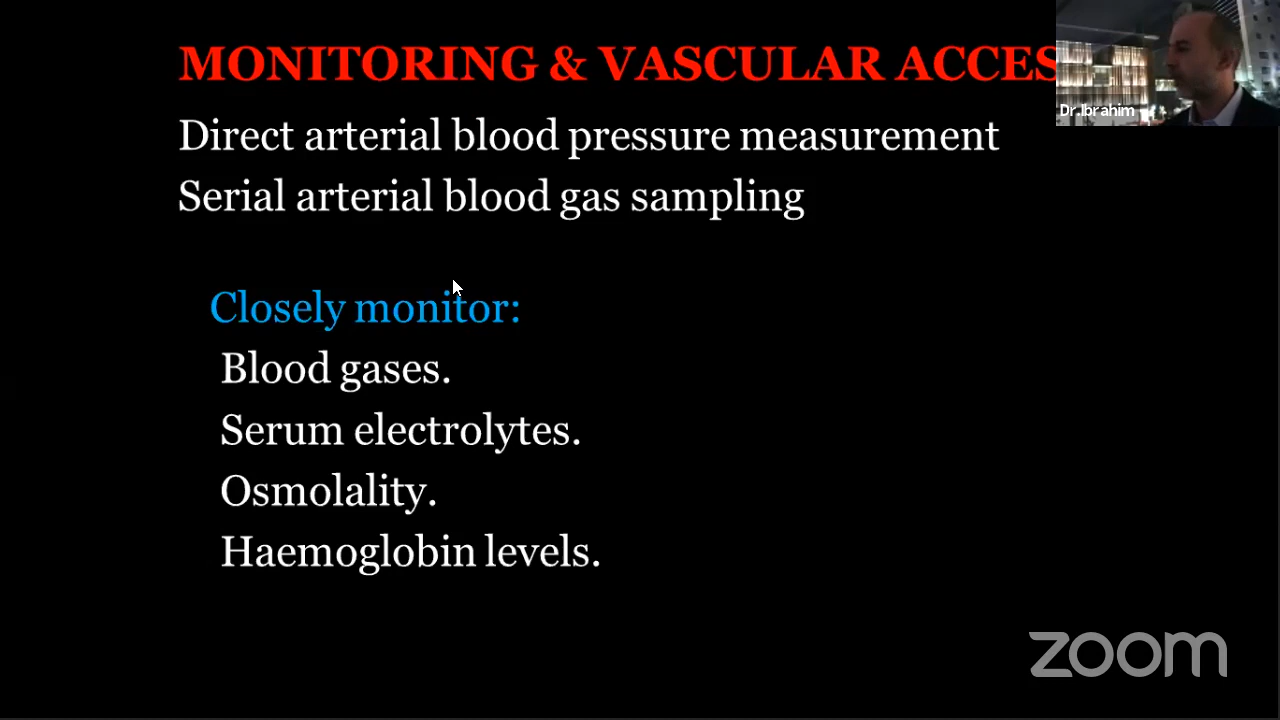 MONITORING & VASCULAR ACCES
Dr.Ibrahim
Direct arterial blood pressure measurement
Serial arterial blood gas sampling
Closely monitor:
Blood gases.
Serum electrolytes.
Osmolality.
Haemoglobin levels.
zoom